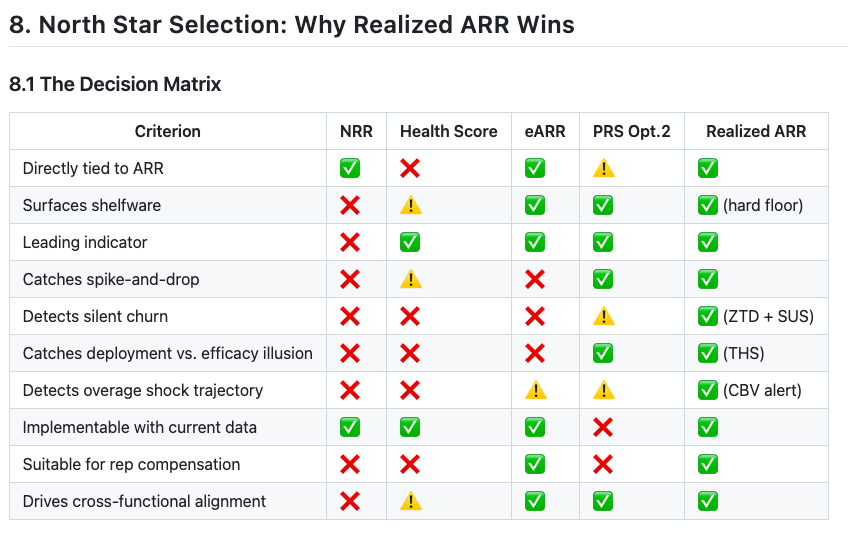 8. North Star Selection: Why Realized ARR Wins
8.1 The Decision Matrix
Criterion NRR Health Score eARR PRS Opt.2 Realized ARR
Directly tied to ARR ✅ ❌ ✅ ⚠️ ✅
Surfaces shelfware ❌ ⚠️ ✅ ✅ ✅ (hard floor)
Leading indicator ❌ ✅ ✅ ✅ ✅
Catches spike-and-drop ❌ ⚠️ ❌ ✅ ✅
Detects silent churn ❌ ❌ ❌ ⚠️ ✅ (ZTD + SUS)
Catches deployment vs. efficacy illusion ❌ ❌ ❌ ✅ ✅ (THS)
Detects overage shock trajectory ❌ ❌ ⚠️ ⚠️ ✅ (CBV alert)
Implementable with current data ✅ ✅ ✅ ❌ ✅
Suitable for rep compensation ❌ ❌ ✅ ❌ ✅
Drives cross-functional alignment ❌ ⚠️ ✅ ✅ ✅